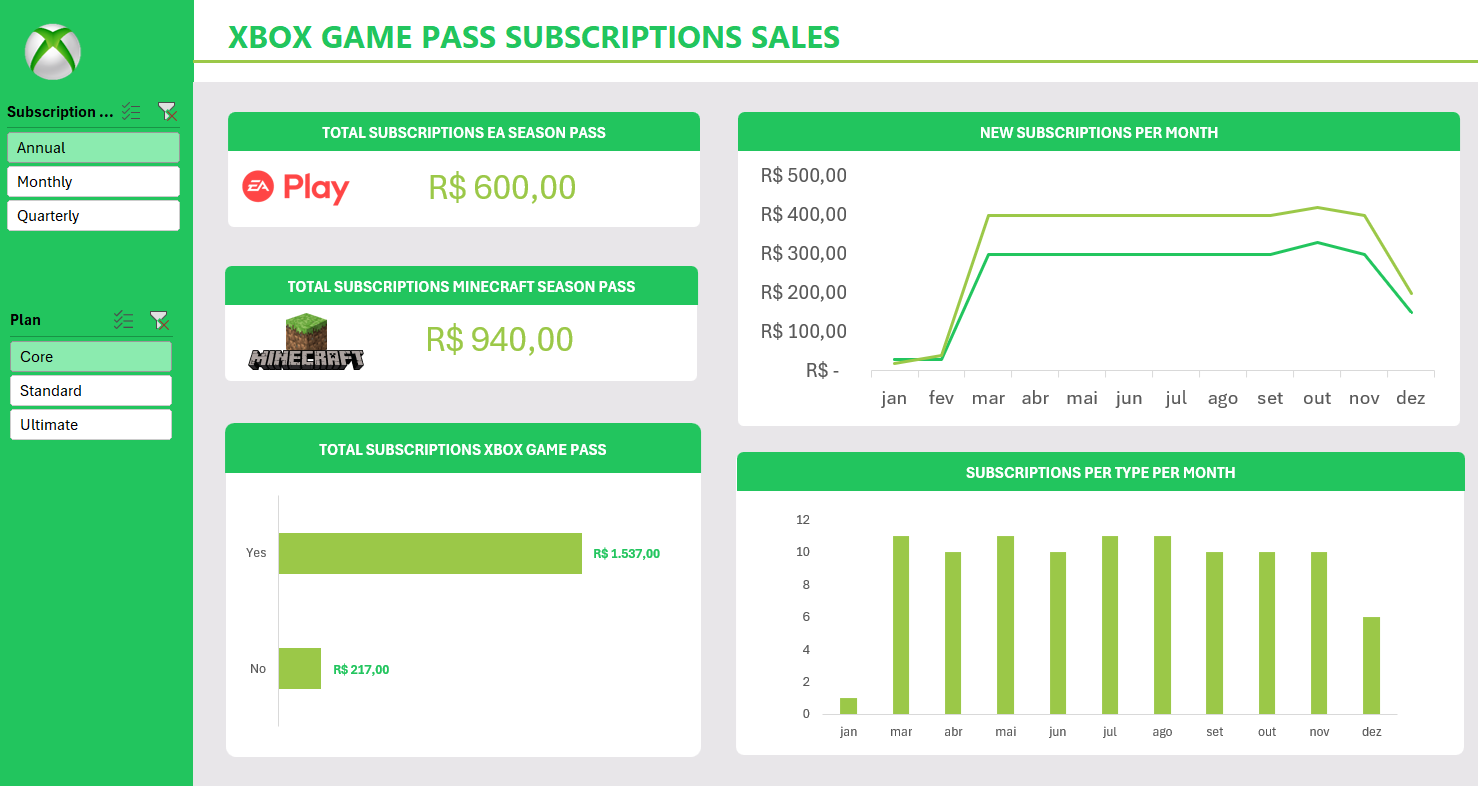 XBOX GAME PASS SUBSCRIPTIONS SALES
Subscription ...
Annual
Monthly
Quarterly
Plan
Core
Standard
Ultimate
TOTAL SUBSCRIPTIONS EA SEASON PASS
EA Play
R$ 600,00
TOTAL SUBSCRIPTIONS MINECRAFT SEASON PASS
MINECRAFT
R$ 940,00
TOTAL SUBSCRIPTIONS XBOX GAME PASS
Yes
R$ 1.537,00
No
R$ 217,00
NEW SUBSCRIPTIONS PER MONTH
R$ 500,00
R$ 400,00
R$ 300,00
R$ 200,00
R$ 100,00
R$ -
jan fev mar abr mai jun jul ago set out nov dez
SUBSCRIPTIONS PER TYPE PER MONTH
12
10
8
6
4
2
0
jan mar abr mai jun jul ago set out nov dez